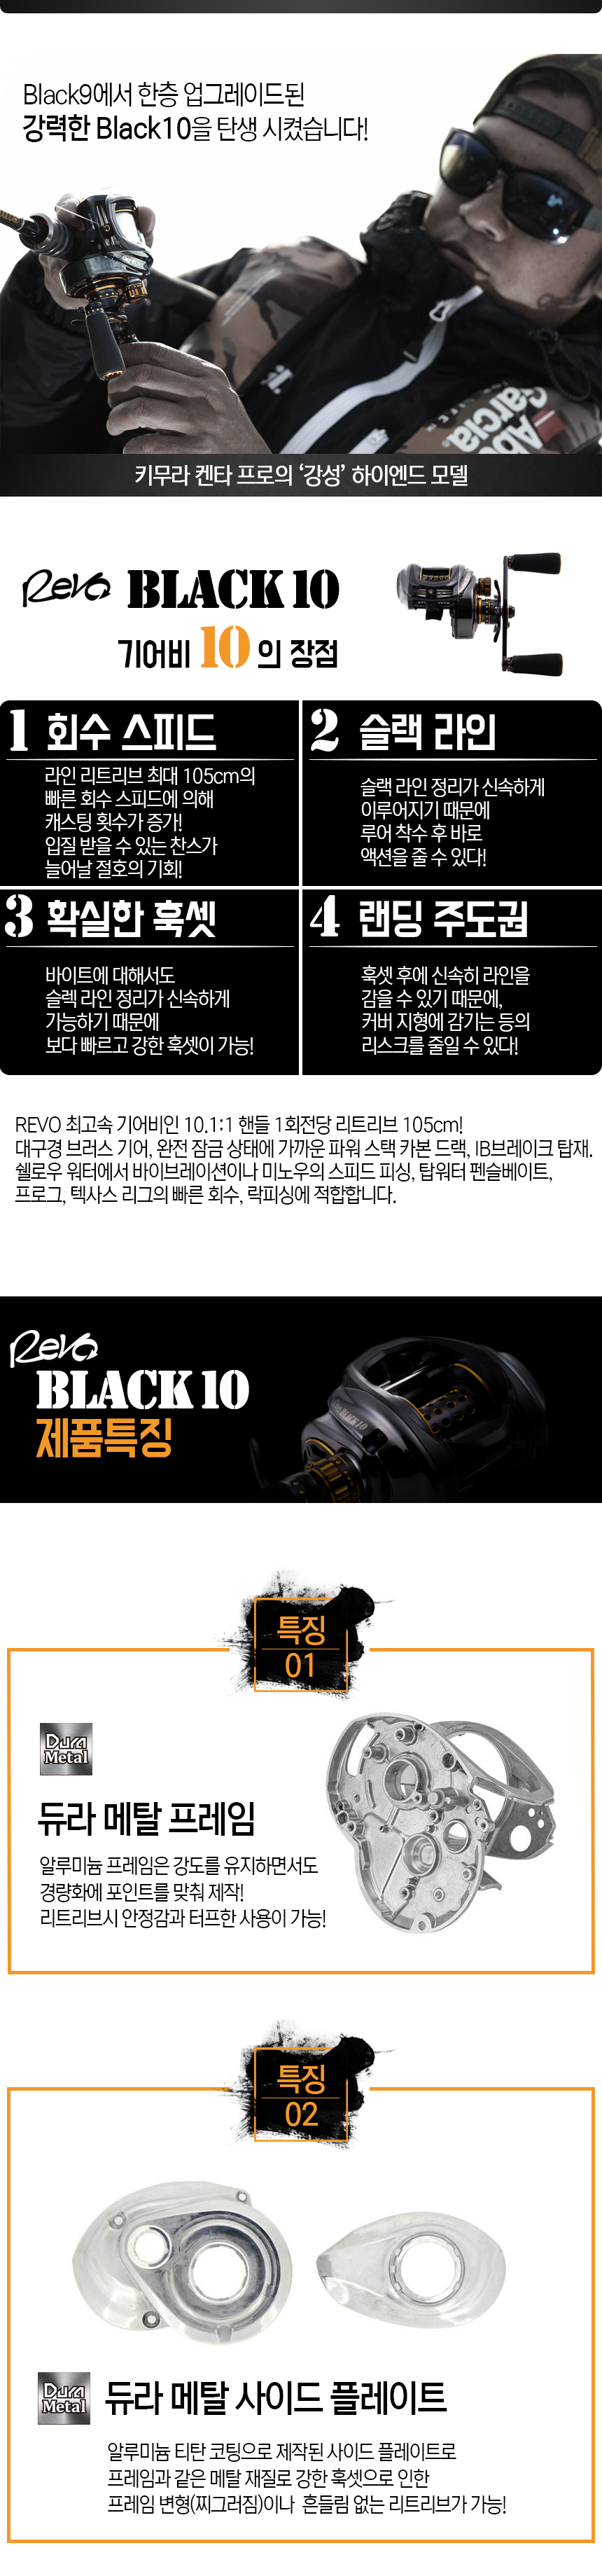 Black9에서 한층 업그레이드된
강력한 Black10을 탄생 시켰습니다!
Abu
Garcia
키무라 켄타 프로의 ‘강성’ 하이엔드 모델
Revo BLACK 10
기어비 10의 장점
1 회수 스피드
라인 리트리브 최대 105cm의
빠른 회수 스피드에 의해
캐스팅 횟수가 증가!
입질 받을 수 있는 찬스가
늘어날 절호의 기회!
2 슬랙 라인
슬랙 라인 정리가 신속하게
이루어지기 때문에
루어 착수 후 바로
액션을 줄 수 있다!
3 확실한 훅셋
바이트에 대해서도
슬렉 라인 정리가 신속하게
가능하기 때문에
보다 빠르고 강한 훅셋이 가능!
4 랜딩 주도권
훅셋 후에 신속히 라인을
감을 수 있기 때문에,
커버 지형에 감기는 등의
리스크를 줄일 수 있다!
REVO 최고속 기어비인 10.1:1 핸들 1회전당 리트리브 105cm!
대구경 브러스 기어, 완전 잠금 상태에 가까운 파워 스택 카본 드랙, IB브레이크 탑재.
쉘로우 워터에서 바이브레이션이나 미노우의 스피드 피싱, 탑워터 펜슬베이트,
프로그, 텍사스 리그의 빠른 회수, 락피싱에 적합합니다.
Revo
BLACK 10
제품특징
BLACK10
특징
01
Dura
Metal
듀라 메탈 프레임
알루미늄 프레임은 강도를 유지하면서도
경량화에 포인트를 맞춰 제작!
리트리브시 안정감과 터프한 사용이 가능!
특징
02
Dura
Metal
듀라 메탈 사이드 플레이트
알루미늄 티탄 코팅으로 제작된 사이드 플레이트로
프레임과 같은 메탈 재질로 강한 훅셋으로 인한
프레임 변형(찌그러짐)이나 흔들림 없는 리트리브가 가능!